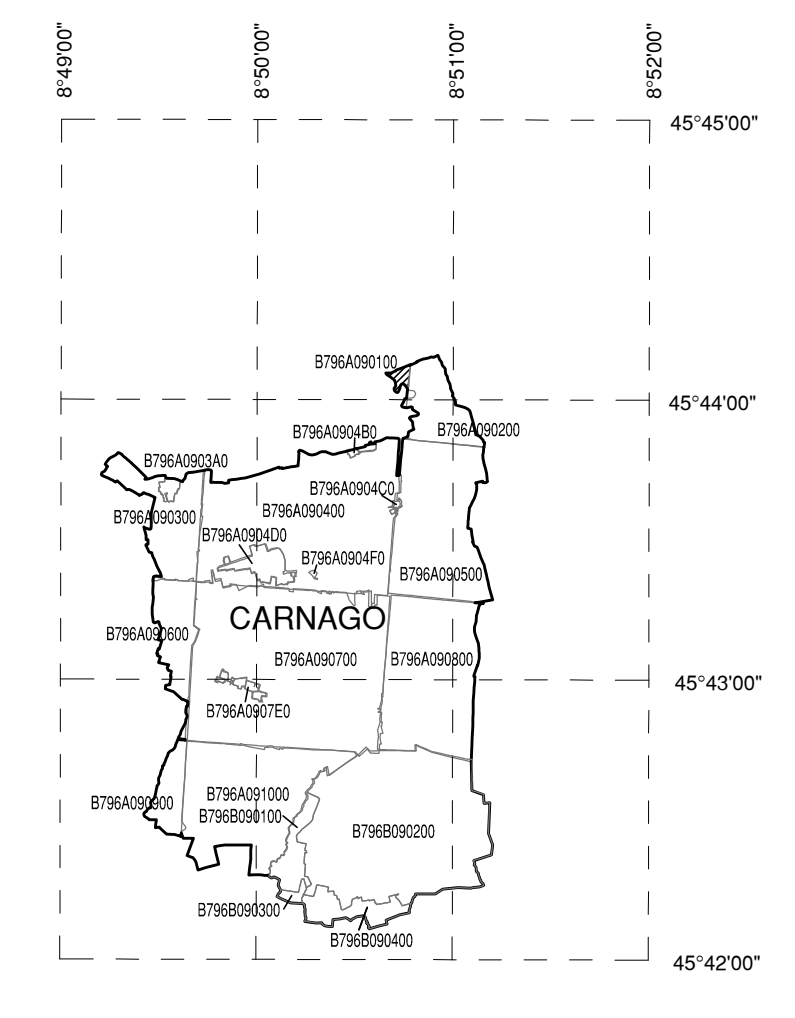 8°49'00"
8°50'00"
8°51'00"
8°52'00"
45°45'00"
B796A090100
45°44'00"
B796A090200
B796A0904B0
B796A0903A0
B796A0904C0
B796A090400
B796A090300
B796A0904D0
B796A0904F0
B796A090500
CARNAGO
B796A090600
B796A090700
B796A090800
45°43'00"
B796A0907E0
B796A091000
B796A090900
B796B090100
B796B090200
B796B090300
B796B090400
45°42'00"